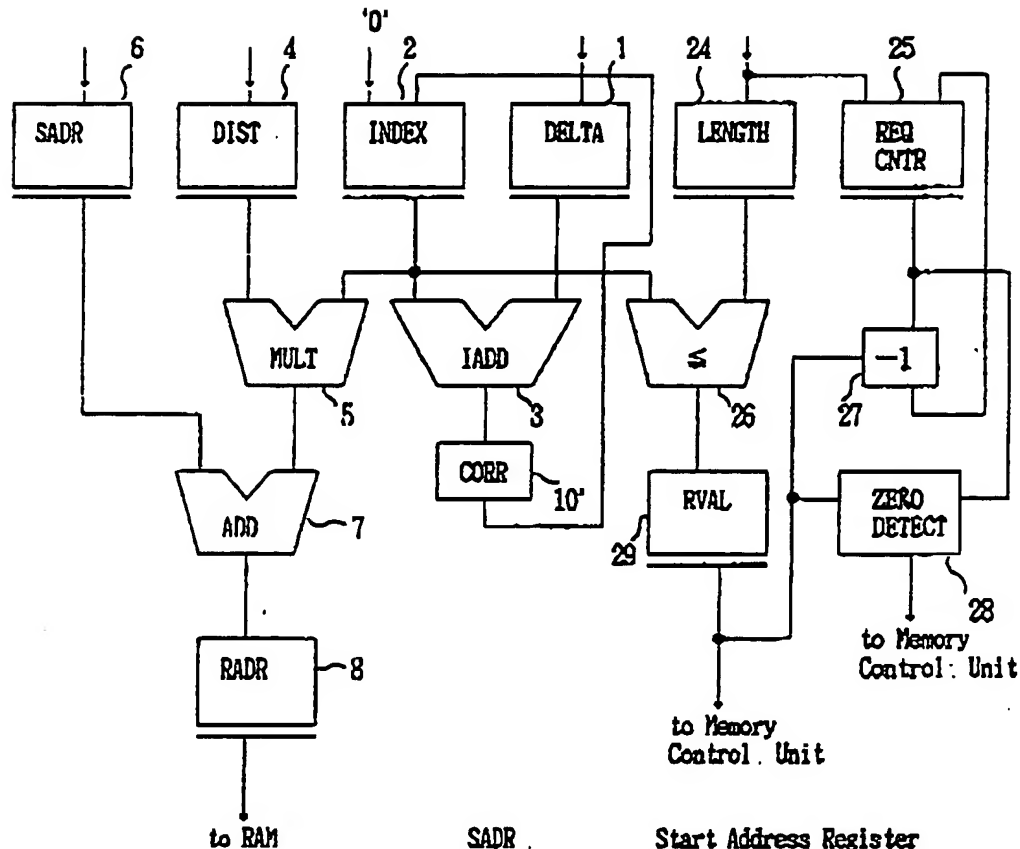 '0'
6 4 2 1 24 25
SADR DIST INDEX DELTA LENGTH REQ
CNTR
MULT IADD ≦ -1
5 3 26 27
CORR RVAL ZERO
DETECT
10' 29 28
ADD 7
to Memory
Control. Unit
RADR 8
to Memory
Control. Unit
to RAM SADR. Start Address Register